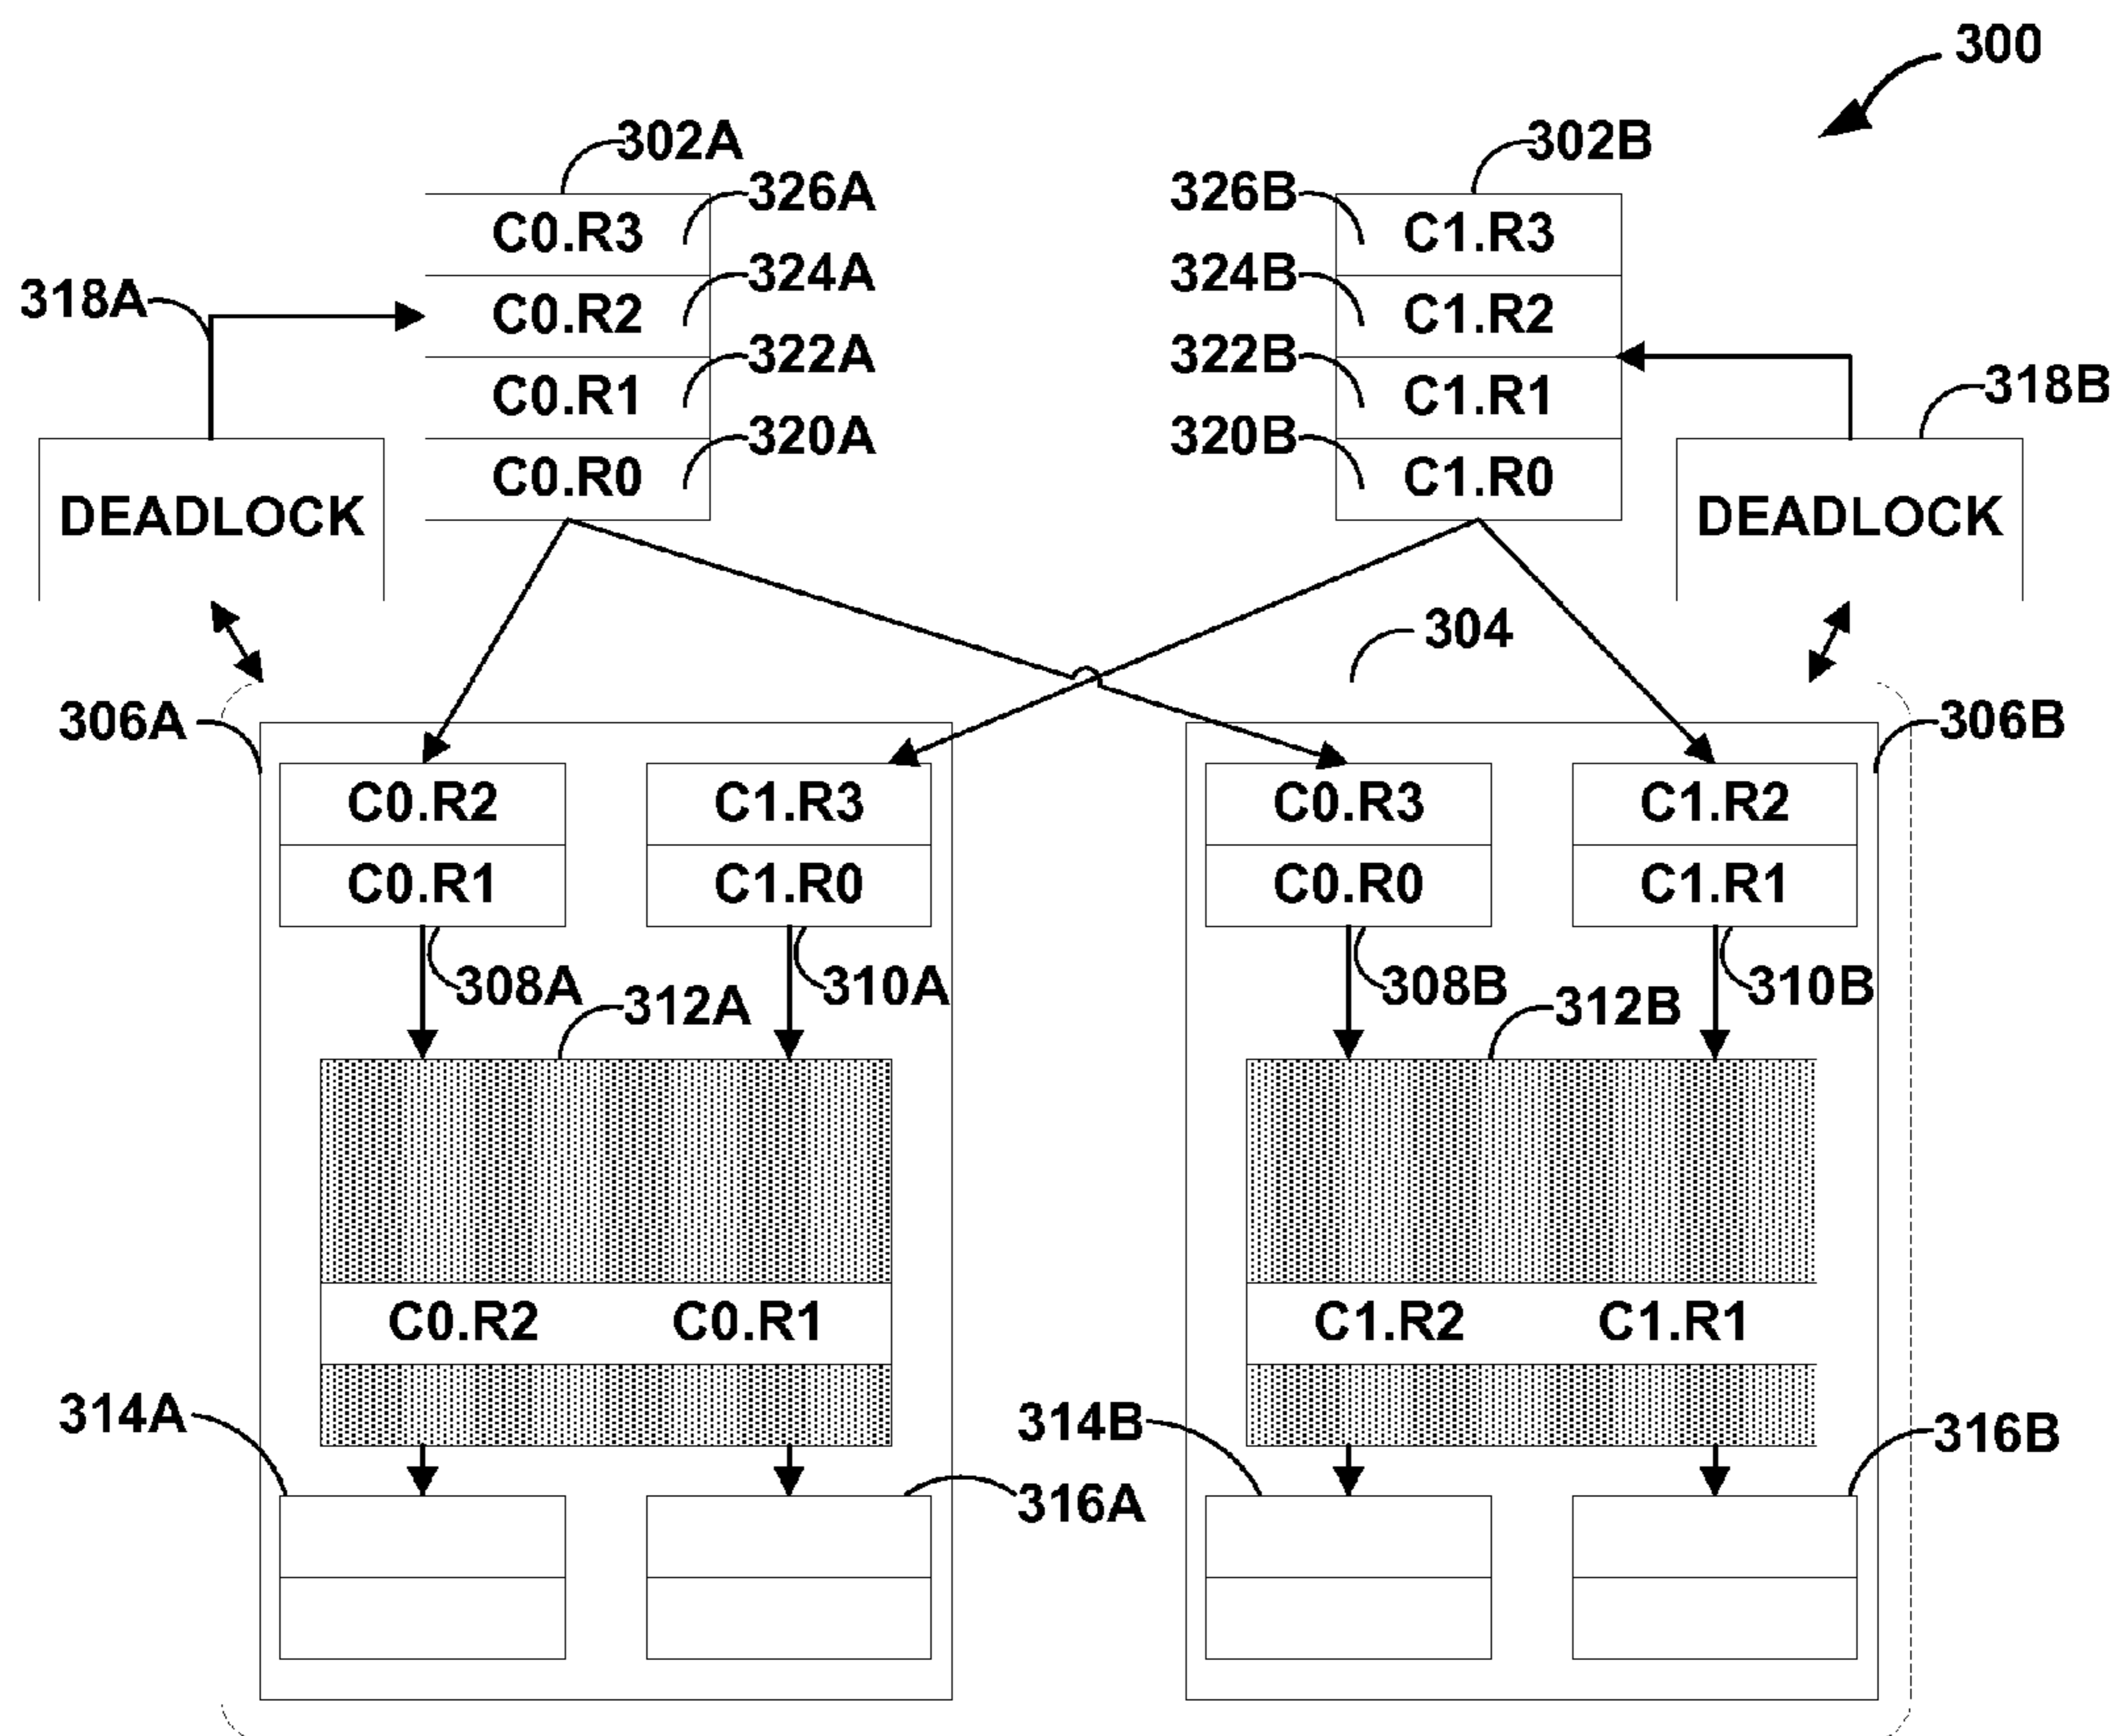 300
302A
302B
326A
326B
C0.R3
C1.R3
324A
324B
318A
C0.R2
C1.R2
322A
322B
318B
C0.R1
C1.R1
320A
320B
C0.R0
C1.R0
DEADLOCK
DEADLOCK
304
306A
306B
C0.R2
C1.R3
C0.R3
C1.R2
C0.R1
C1.R0
C0.R0
C1.R1
308A
310A
308B
310B
312A
312B
C0.R2
C0.R1
C1.R2
C1.R1
314A
314B
316B
316A